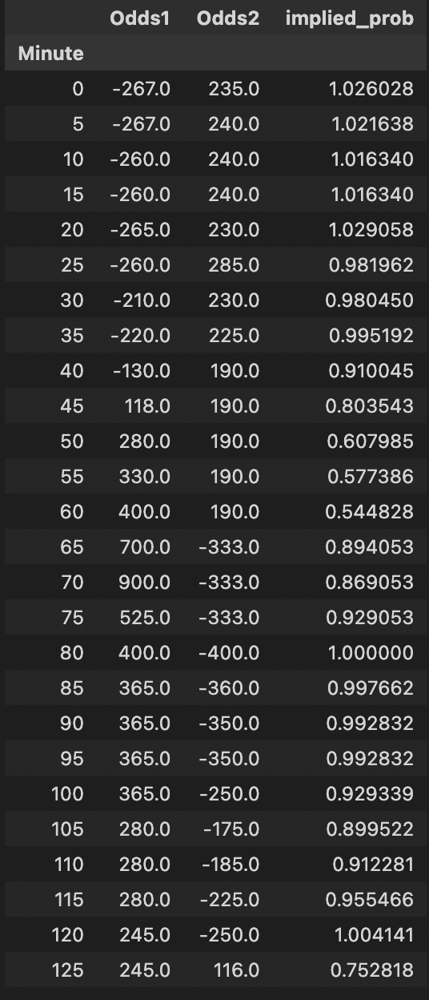 Odds1 Odds2 implied_prob
Minute
0 -267.0 235.0 1.026028
5 -267.0 240.0 1.021638
10 -260.0 240.0 1.016340
15 -260.0 240.0 1.016340
20 -265.0 230.0 1.029058
25 -260.0 285.0 0.981962
30 -210.0 230.0 0.980450
35 -220.0 225.0 0.995192
40 -130.0 190.0 0.910045
45 118.0 190.0 0.803543
50 280.0 190.0 0.607985
55 330.0 190.0 0.577386
60 400.0 190.0 0.544828
65 700.0 -333.0 0.894053
70 900.0 -333.0 0.869053
75 525.0 -333.0 0.929053
80 400.0 -400.0 1.000000
85 365.0 -360.0 0.997662
90 365.0 -350.0 0.992832
95 365.0 -350.0 0.992832
100 365.0 -250.0 0.929339
105 280.0 -175.0 0.899522
110 280.0 -185.0 0.912281
115 280.0 -225.0 0.955466
120 245.0 -250.0 1.004141
125 245.0 116.0 0.752818